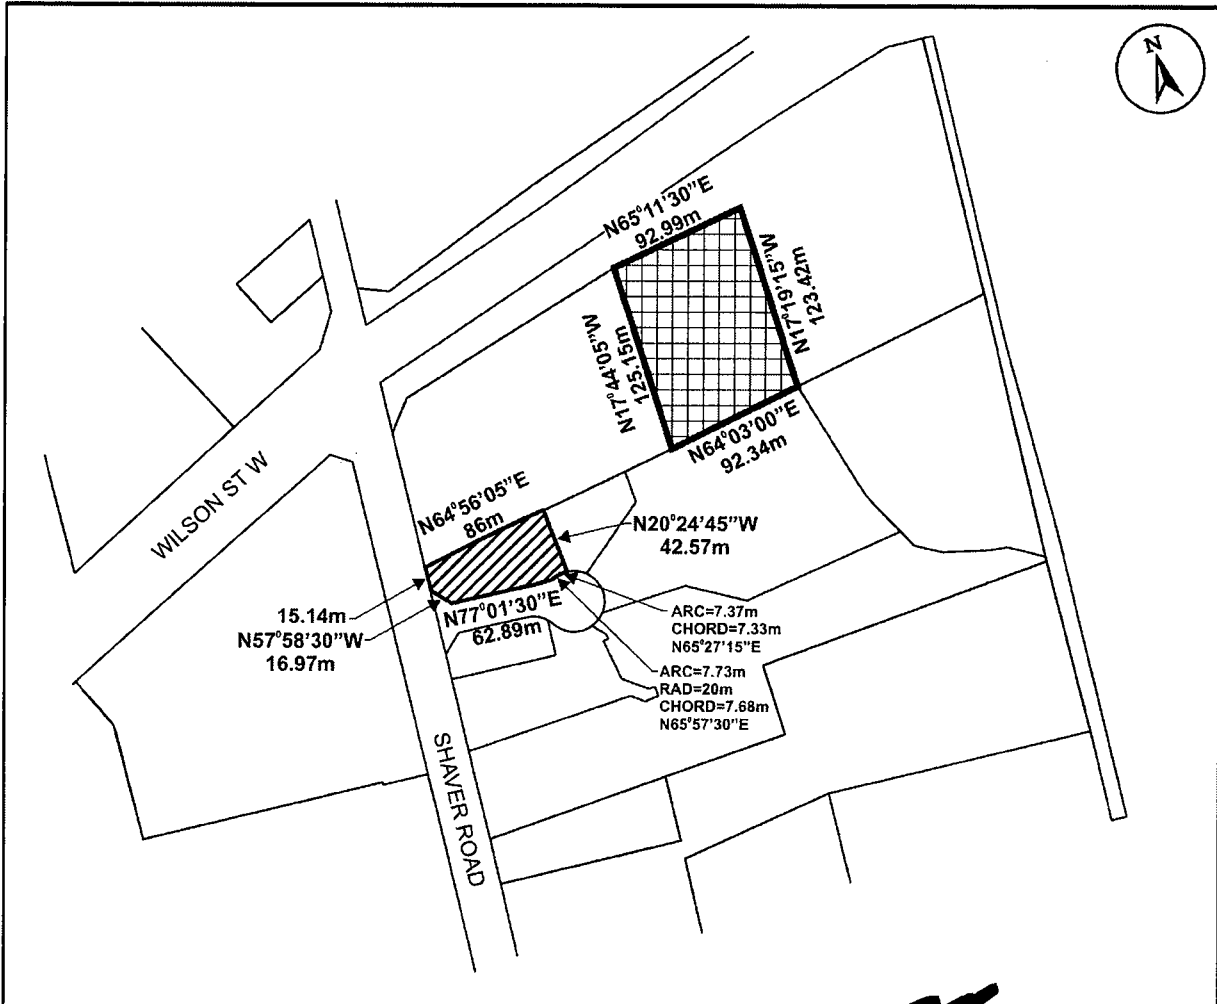 N
N65°11'30"E
92.99m
N17°19'15"W
123.42m
N17°44'05"W
125.15m
N64°03'00"E
92.34m
WILSON ST W
N64°56'05"E
86m
N20°24'45"W
42.57m
15.14m
N57°58'30"W
16.97m
N77°01'30"E
62.89m
ARC=7.37m
CHORD=7.33m
N65°27'15"E
ARC=7.73m
RAD=20m
CHORD=7.68m
N65°57'30"E
SHAVER ROAD